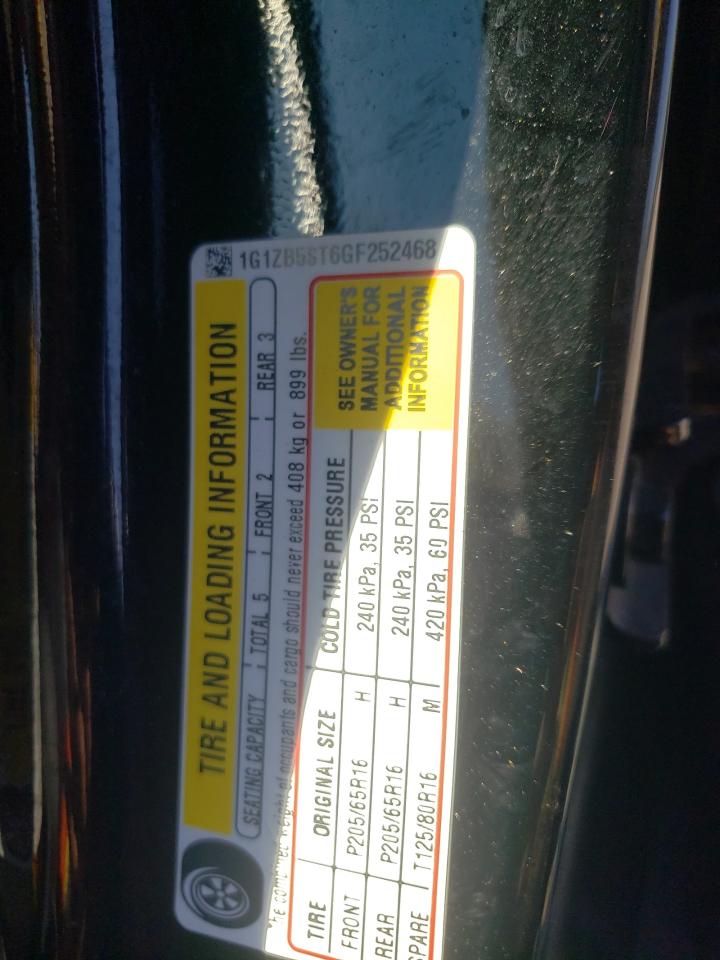 1G1ZB5ST6GF252468
TIRE AND LOADING INFORMATION
SEATING CAPACITY TOTAL 5 FRONT 2 REAR 3
The combined weight of occupants and cargo should never exceed 408 kg or 899 lbs.
TIRE ORIGINAL SIZE COLD TIRE PRESSURE
FRONT P205/65R16 H 240 kPa, 35 PSI
REAR P205/65R16 H 240 kPa, 35 PSI
SPARE T125/80R16 M 420 kPa, 60 PSI
SEE OWNER'S
MANUAL FOR
ADDITIONAL
INFORMATION